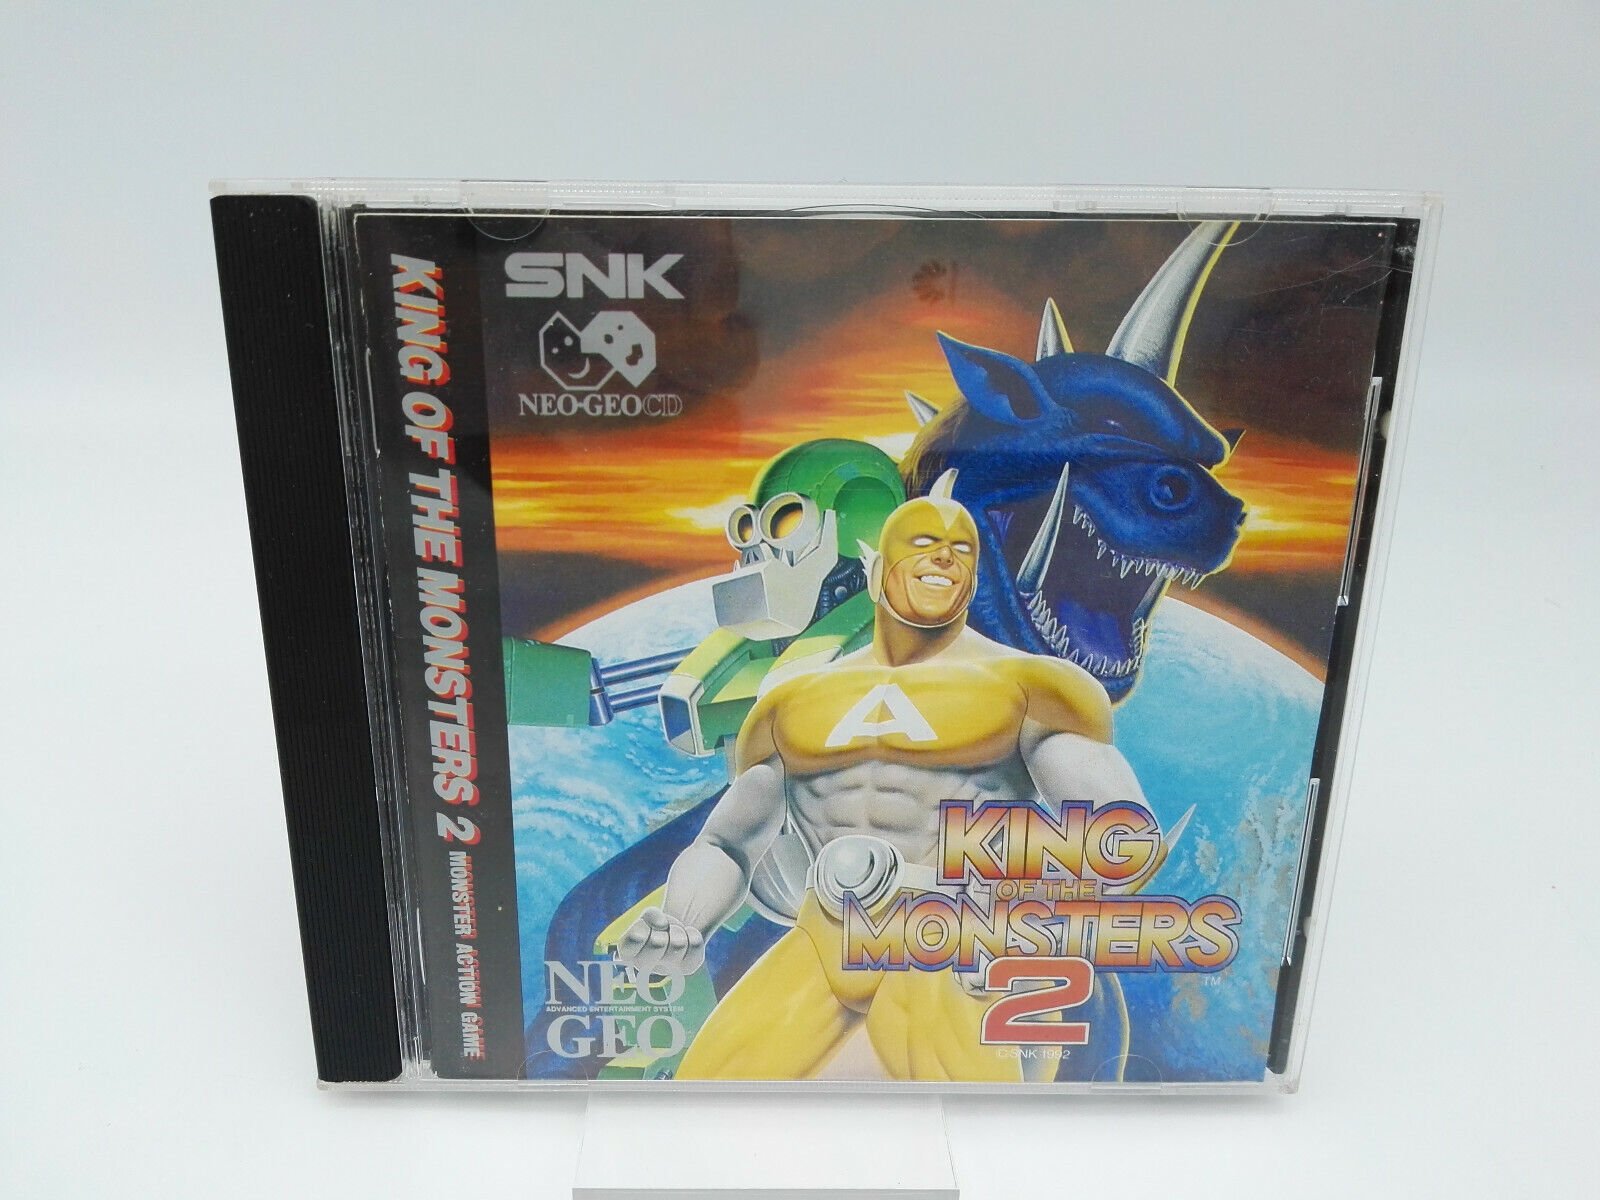 KING OF THE MONSTERS 2 MONSTER ACTION GAME
SNK
NEO·GEO CD
A
KING
OF THE
MONSTERS
2
TM
© SNK 1992
NEO
ADVANCED ENTERTAINMENT SYSTEM
GEO